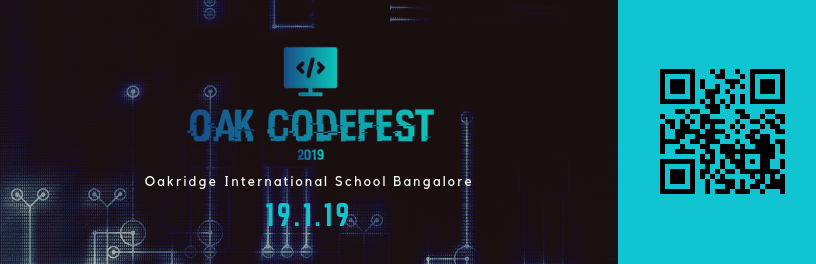 </>
OAK CODEFEST
2019
Oakridge International School Bangalore
19.1.19